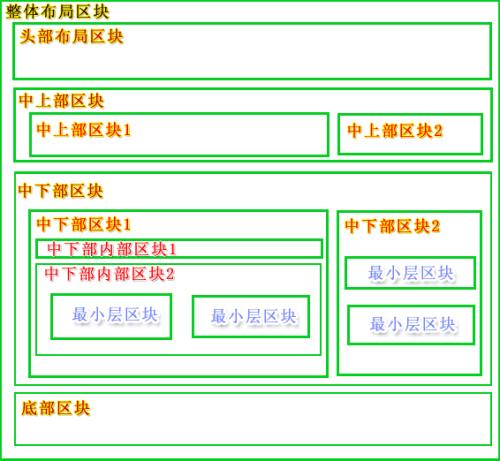 整体布局区块
头部布局区块
中上部区块
中上部区块1
中上部区块2
中下部区块
中下部区块1
中下部内部区块1
中下部内部区块2
最小层区块
最小层区块
中下部区块2
最小层区块
最小层区块
底部区块